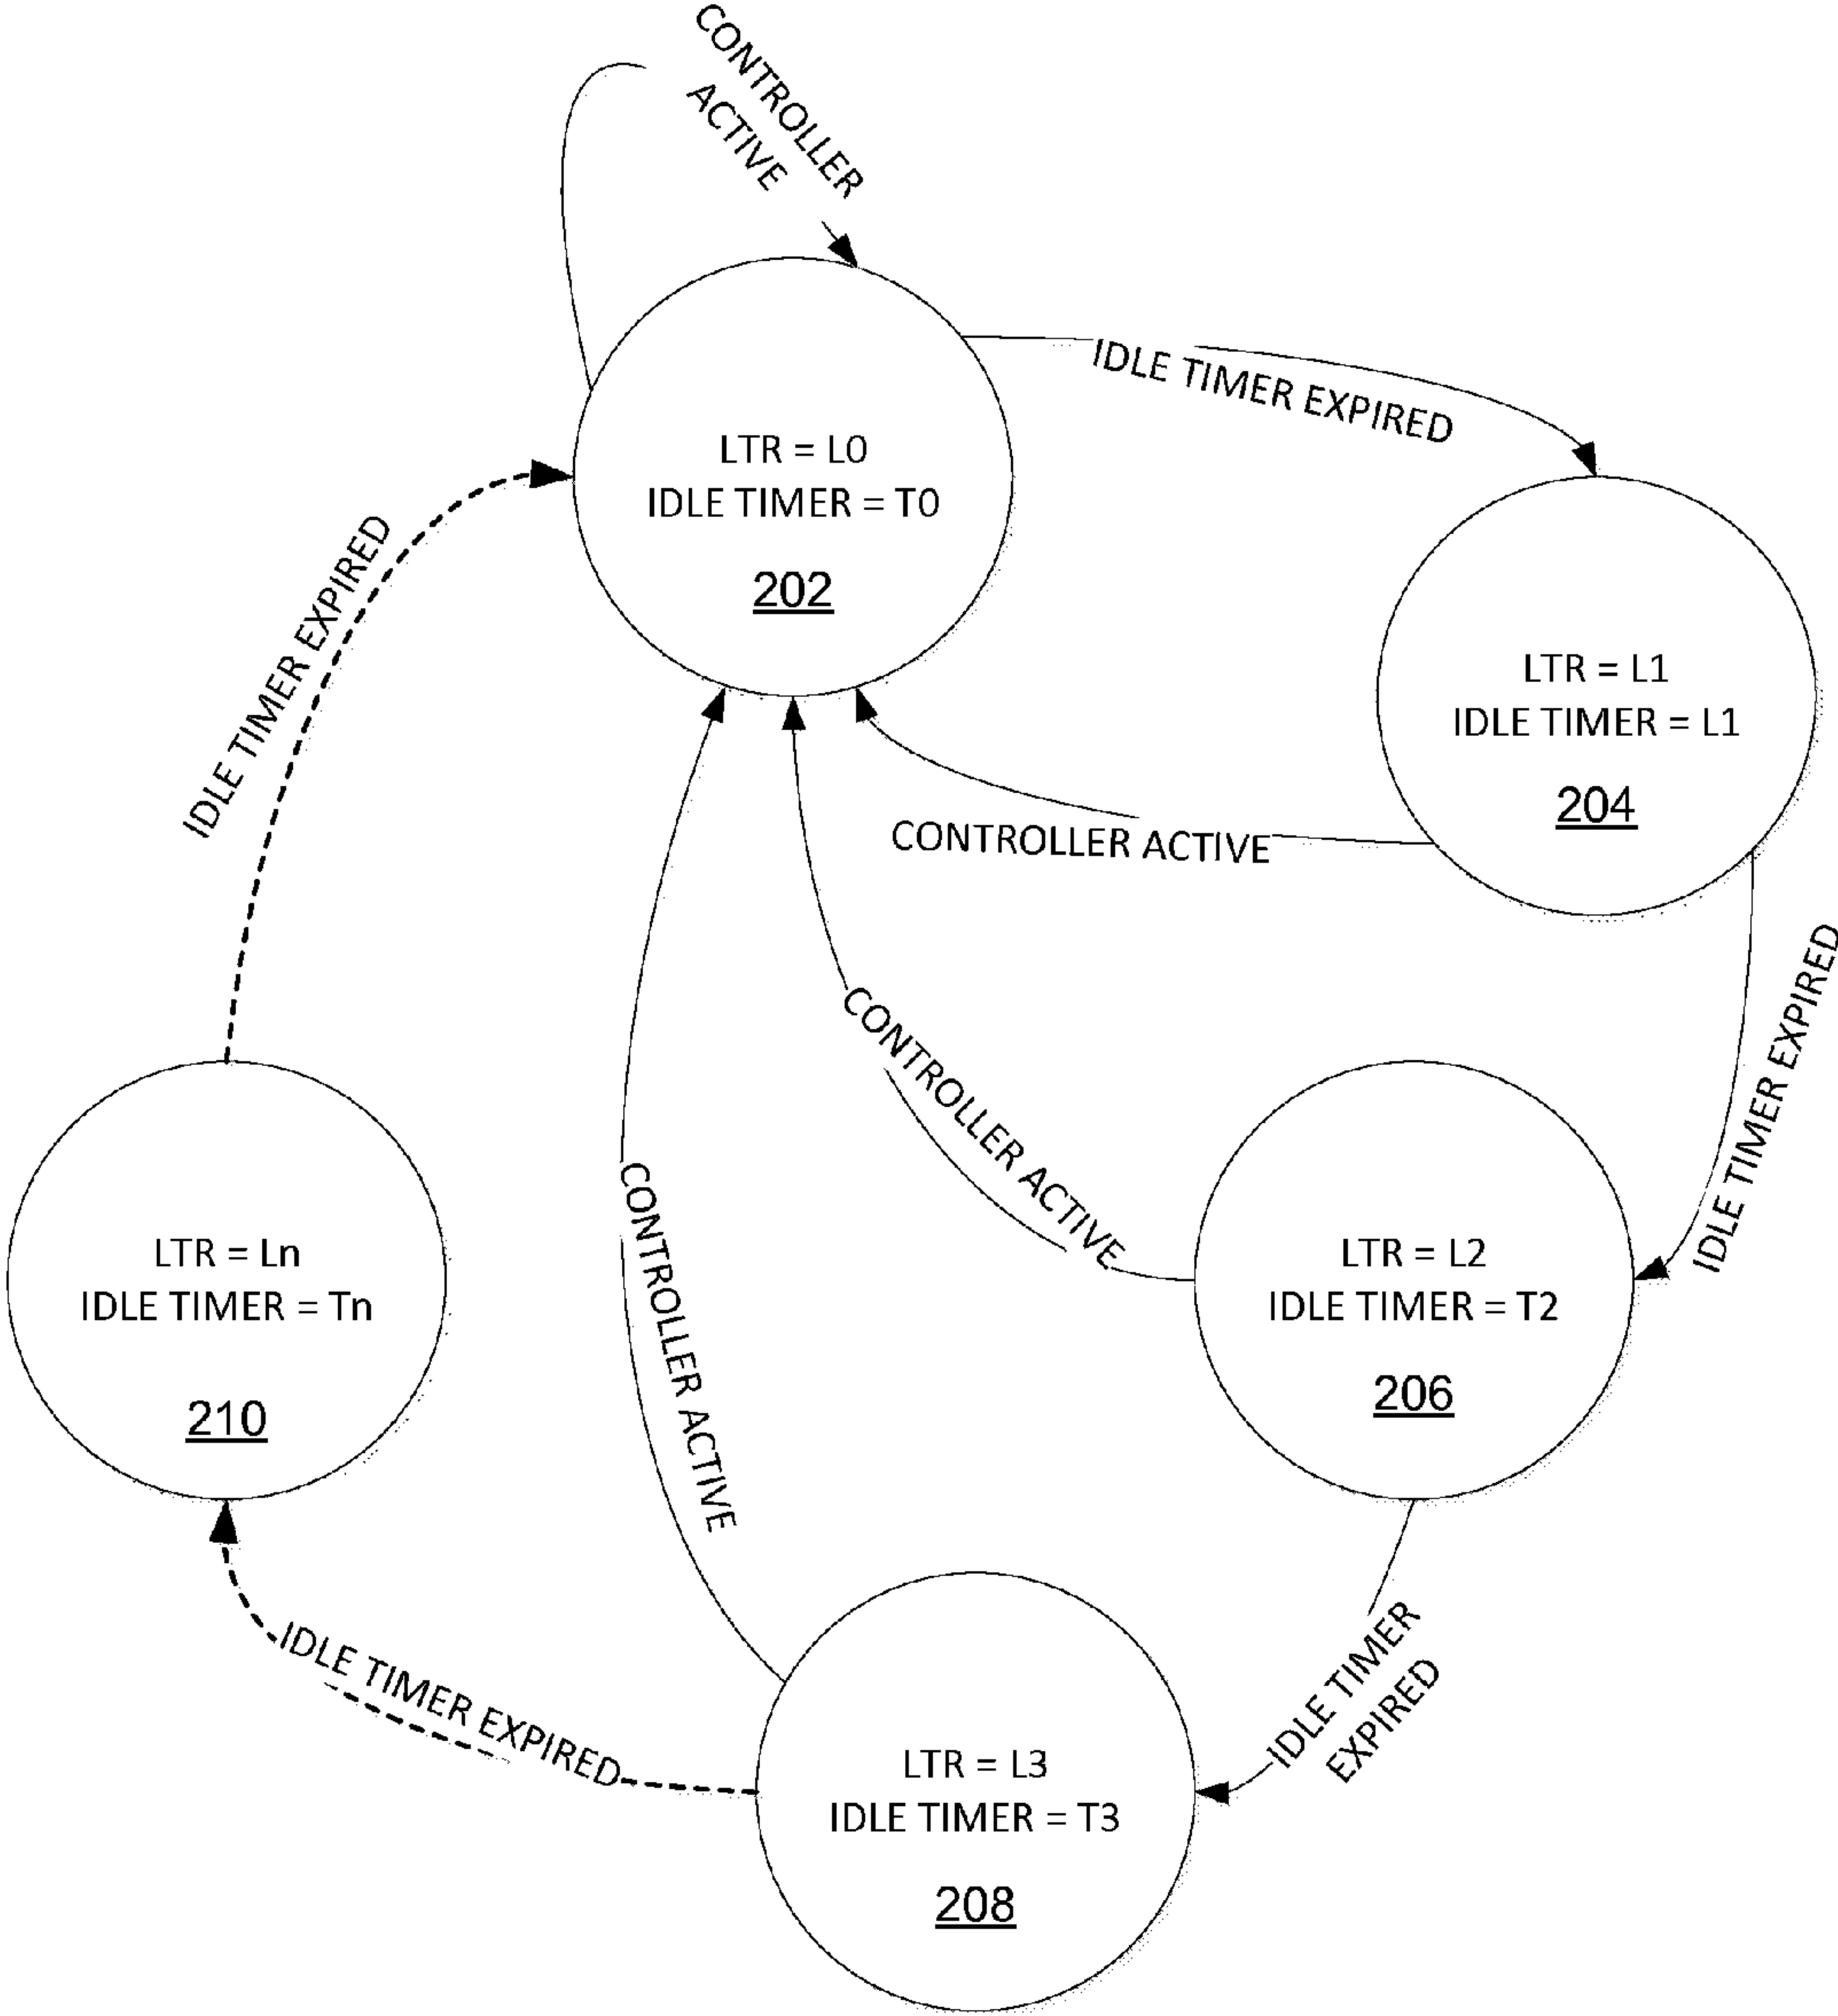 CONTROLLER
ACTIVE
LTR = L0
IDLE TIMER = T0
202
IDLE TIMER EXPIRED
LTR = L1
IDLE TIMER = L1
204
CONTROLLER ACTIVE
IDLE TIMER EXPIRED
IDLE TIMER EXPIRED
CONTROLLER ACTIVE
LTR = L2
IDLE TIMER = T2
206
CONTROLLER ACTIVE
LTR = Ln
IDLE TIMER = Tn
210
IDLE TIMER
EXPIRED
IDLE TIMER EXPIRED
LTR = L3
IDLE TIMER = T3
208